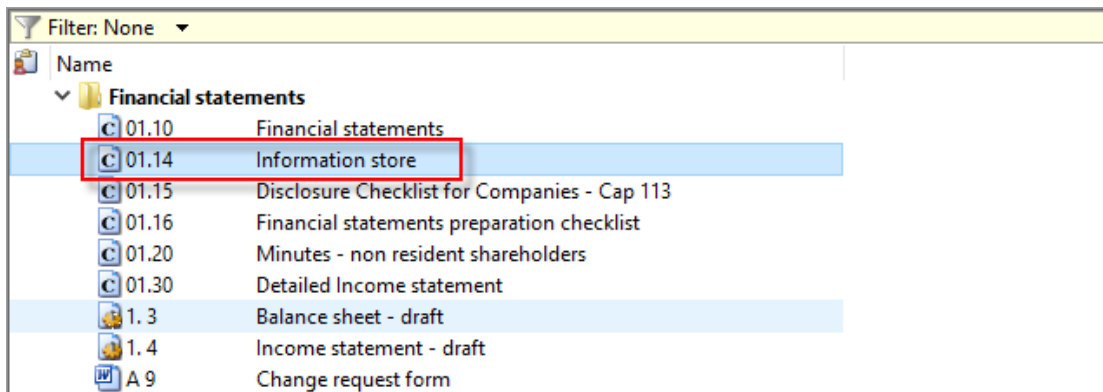 Filter: None
Name
Financial statements
01.10 Financial statements
01.14 Information store
01.15 Disclosure Checklist for Companies - Cap 113
01.16 Financial statements preparation checklist
01.20 Minutes - non resident shareholders
01.30 Detailed Income statement
1. 3 Balance sheet - draft
1. 4 Income statement - draft
A 9 Change request form